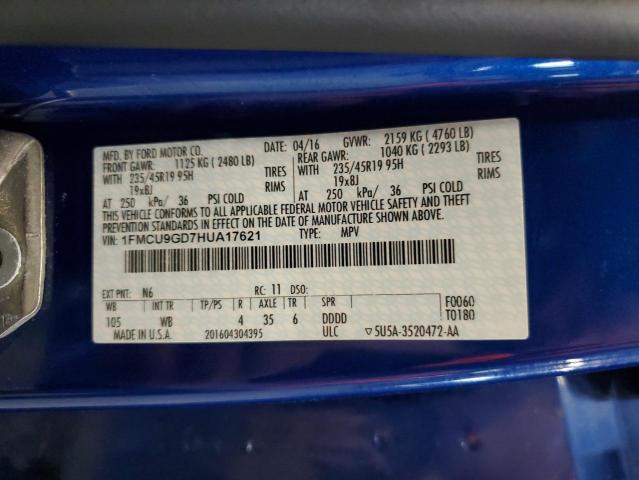 MFD. BY FORD MOTOR CO. 04/16 GVWR: 2159 KG ( 4760 LB)
FRONT GAWR: 1125 KG ( 2480 LB) REAR GAWR: 1040 KG ( 2293 LB)
WITH 235/45R19 95H TIRES WITH 235/45R19 95H TIRES
19x8J RIMS 19x8J RIMS
AT 250 kPa/ 36 PSI COLD AT 250 kPa/ 36 PSI COLD
THIS VEHICLE CONFORMS TO ALL APPLICABLE FEDERAL MOTOR VEHICLE SAFETY AND THEFT
PREVENTION STANDARDS IN EFFECT ON THE DATE OF MANUFACTURE SHOWN ABOVE.
VIN: 1FMCU9GD7HUA17621 TYPE: MPV
EXT PNT: N6 RC: 11 DSO: F0060
WB INT TR TP/PS R AXLE TR SPR T0180
105 WB 4 35 6 DDDD
MADE IN U.S.A. 201604304395 ULC ▽5U5A-3520472-AA